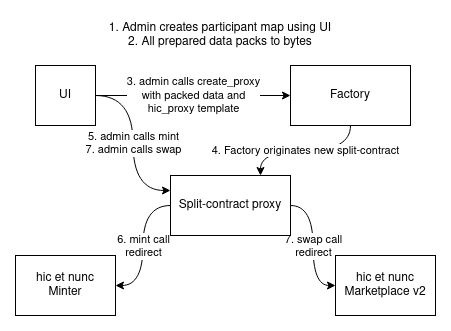 1. Admin creates participant map using UI
2. All prepared data packs to bytes
UI
3. admin calls create_proxy
with packed data and
hic_proxy template
Factory
5. admin calls mint
7. admin calls swap
4. Factory originates new split-contract
Split-contract proxy
6. mint call
redirect
7. swap call
redirect
hic et nunc
Minter
hic et nunc
Marketplace v2